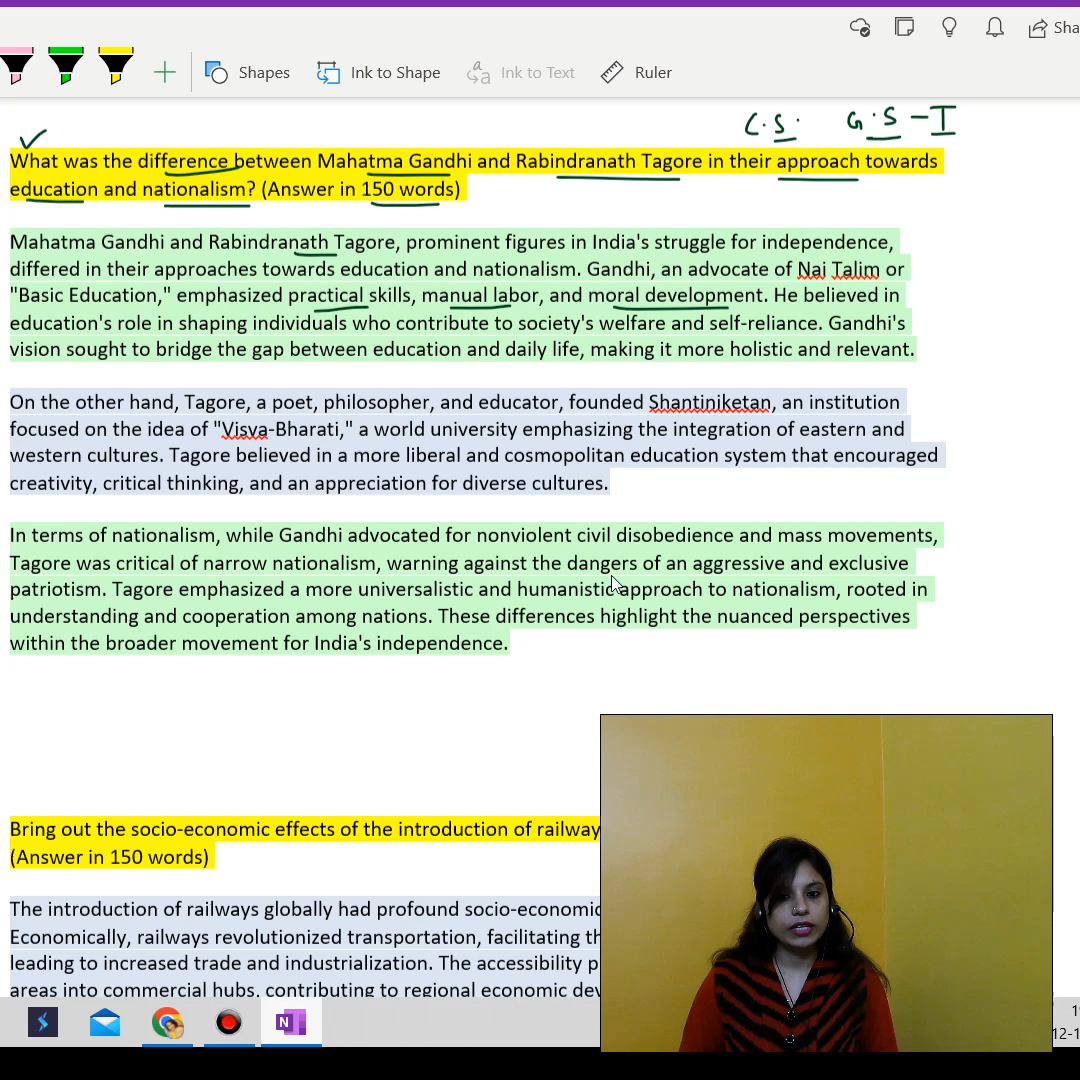 Sha
Shapes
Ink to Shape
Ink to Text
Ruler
C.S. G.S-I
What was the difference between Mahatma Gandhi and Rabindranath Tagore in their approach towards
education and nationalism? (Answer in 150 words)
Mahatma Gandhi and Rabindranath Tagore, prominent figures in India's struggle for independence,
differed in their approaches towards education and nationalism. Gandhi, an advocate of Nai Talim or
"Basic Education," emphasized practical skills, manual labor, and moral development. He believed in
education's role in shaping individuals who contribute to society's welfare and self-reliance. Gandhi's
vision sought to bridge the gap between education and daily life, making it more holistic and relevant.
On the other hand, Tagore, a poet, philosopher, and educator, founded Shantiniketan, an institution
focused on the idea of "Visva-Bharati," a world university emphasizing the integration of eastern and
western cultures. Tagore believed in a more liberal and cosmopolitan education system that encouraged
creativity, critical thinking, and an appreciation for diverse cultures.
In terms of nationalism, while Gandhi advocated for nonviolent civil disobedience and mass movements,
Tagore was critical of narrow nationalism, warning against the dangers of an aggressive and exclusive
patriotism. Tagore emphasized a more universalistic and humanistic approach to nationalism, rooted in
understanding and cooperation among nations. These differences highlight the nuanced perspectives
within the broader movement for India's independence.
Bring out the socio-economic effects of the introduction of railway
(Answer in 150 words)
The introduction of railways globally had profound socio-economic
Economically, railways revolutionized transportation, facilitating th
leading to increased trade and industrialization. The accessibility p
areas into commercial hubs, contributing to regional economic dev
N
12-1